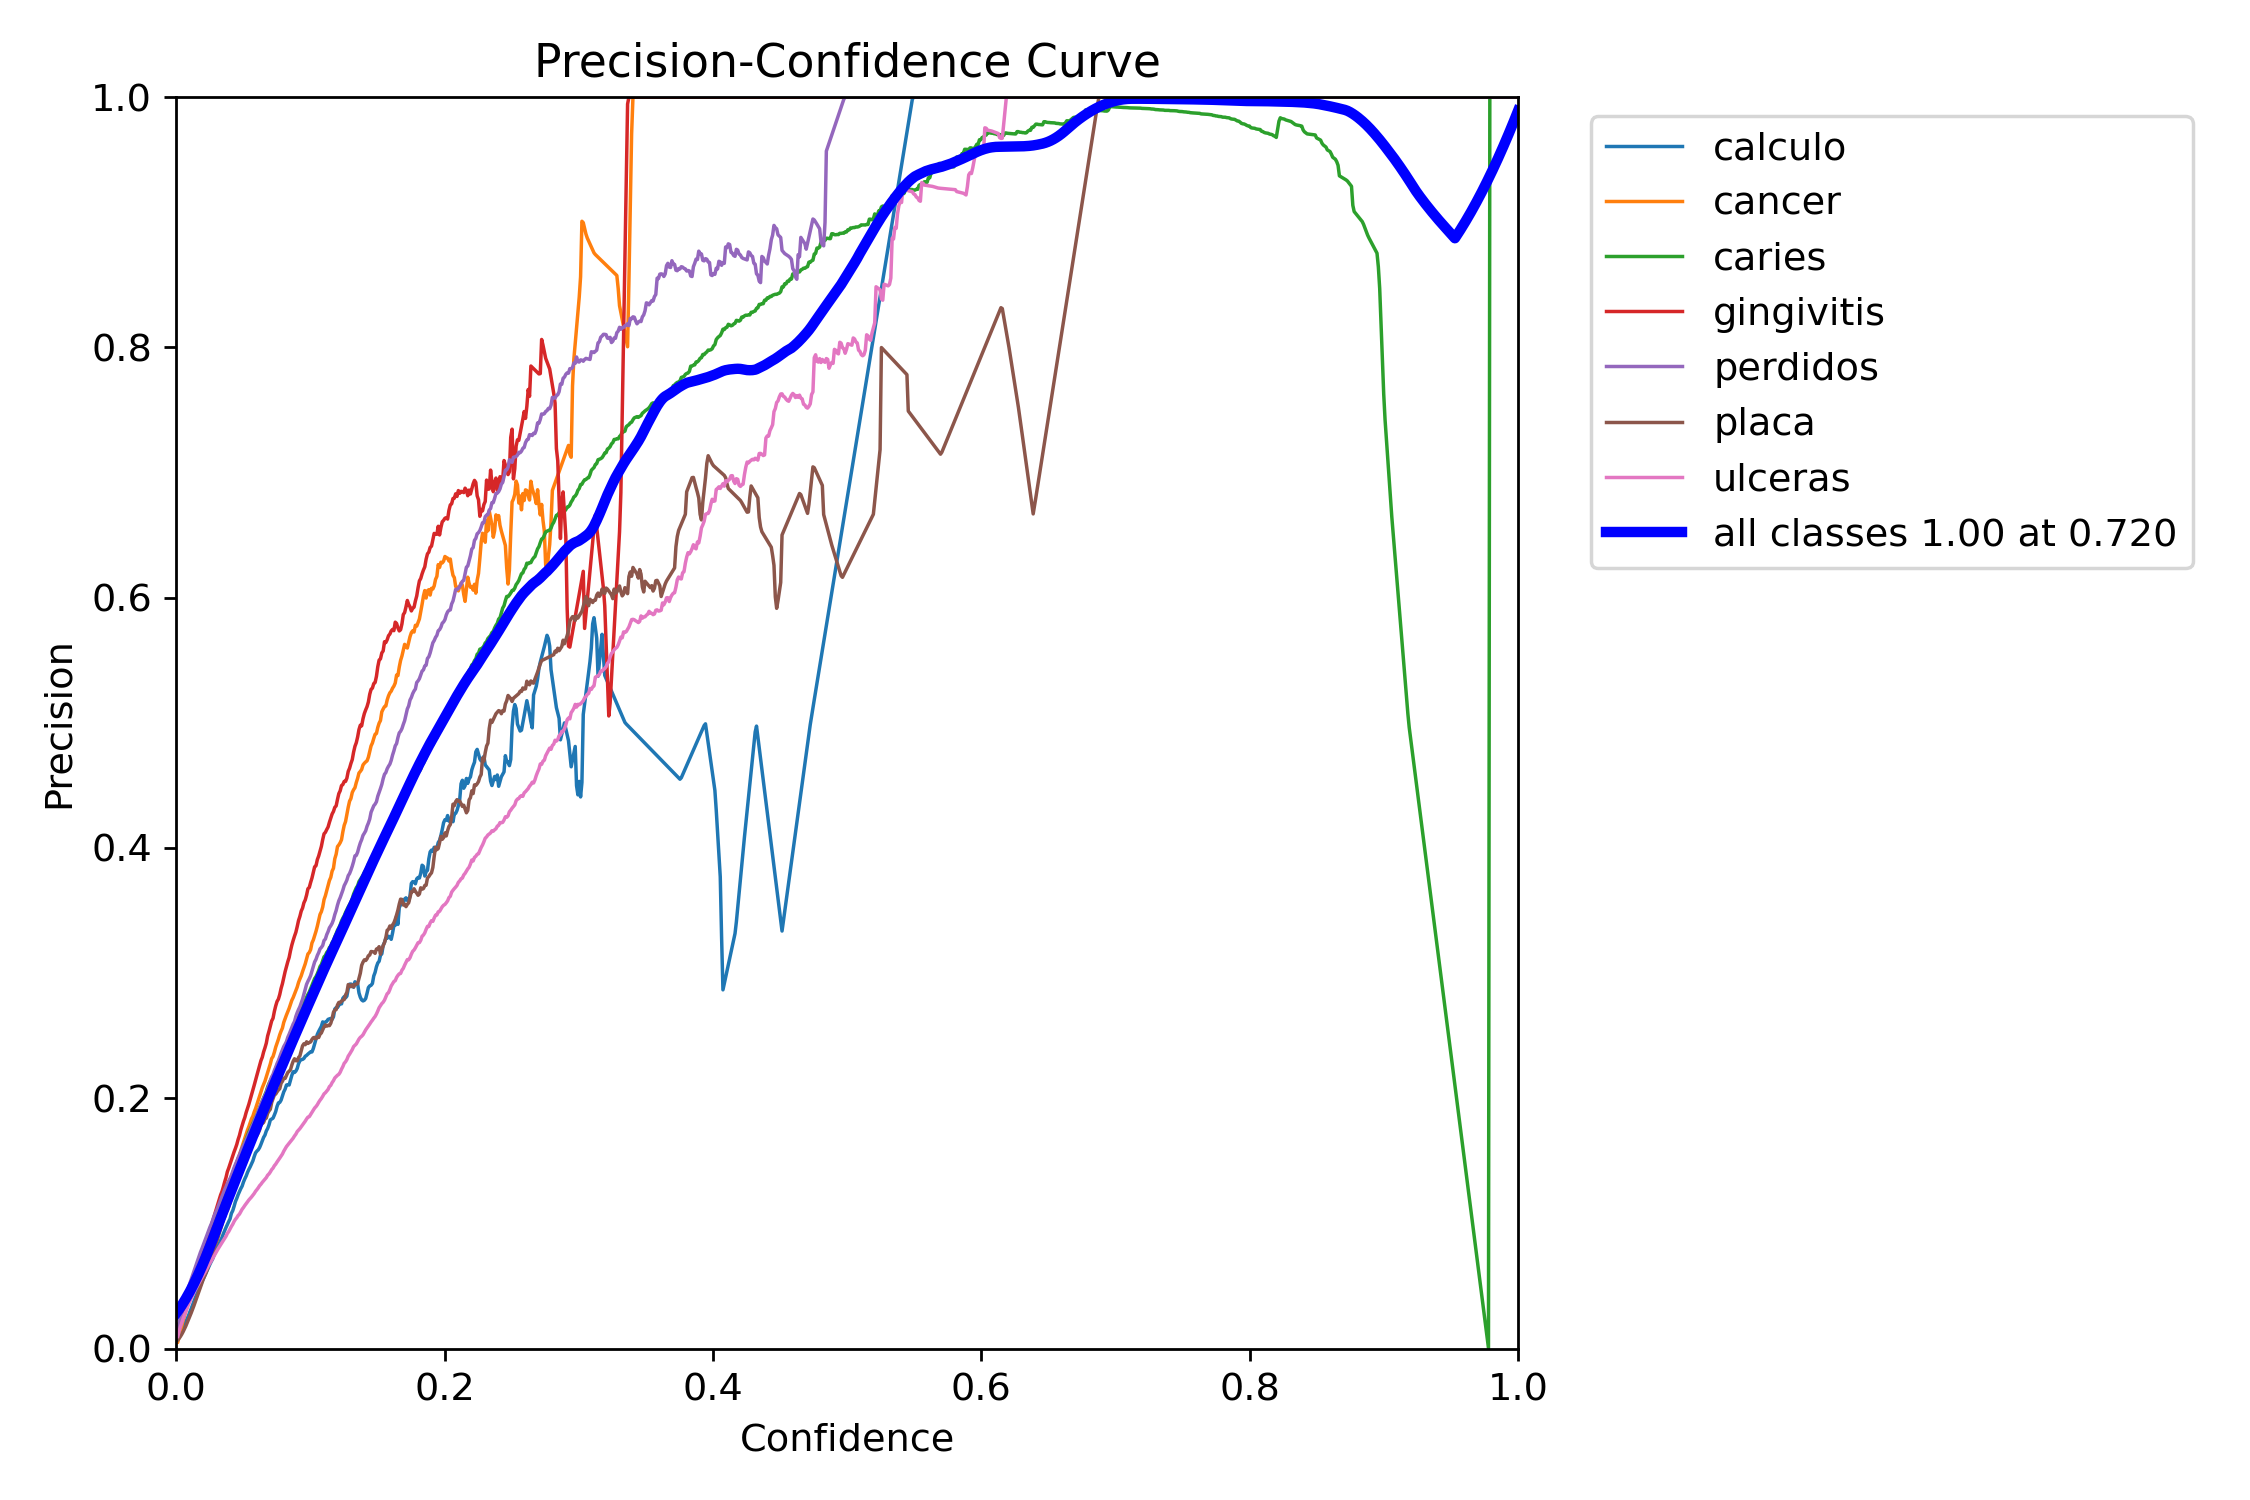 Precision-Confidence Curve
1.0
0.8
0.6
0.4
0.2
0.0
Precision
0.0 0.2 0.4 0.6 0.8 1.0
Confidence
calculo
cancer
caries
gingivitis
perdidos
placa
ulceras
all classes 1.00 at 0.720